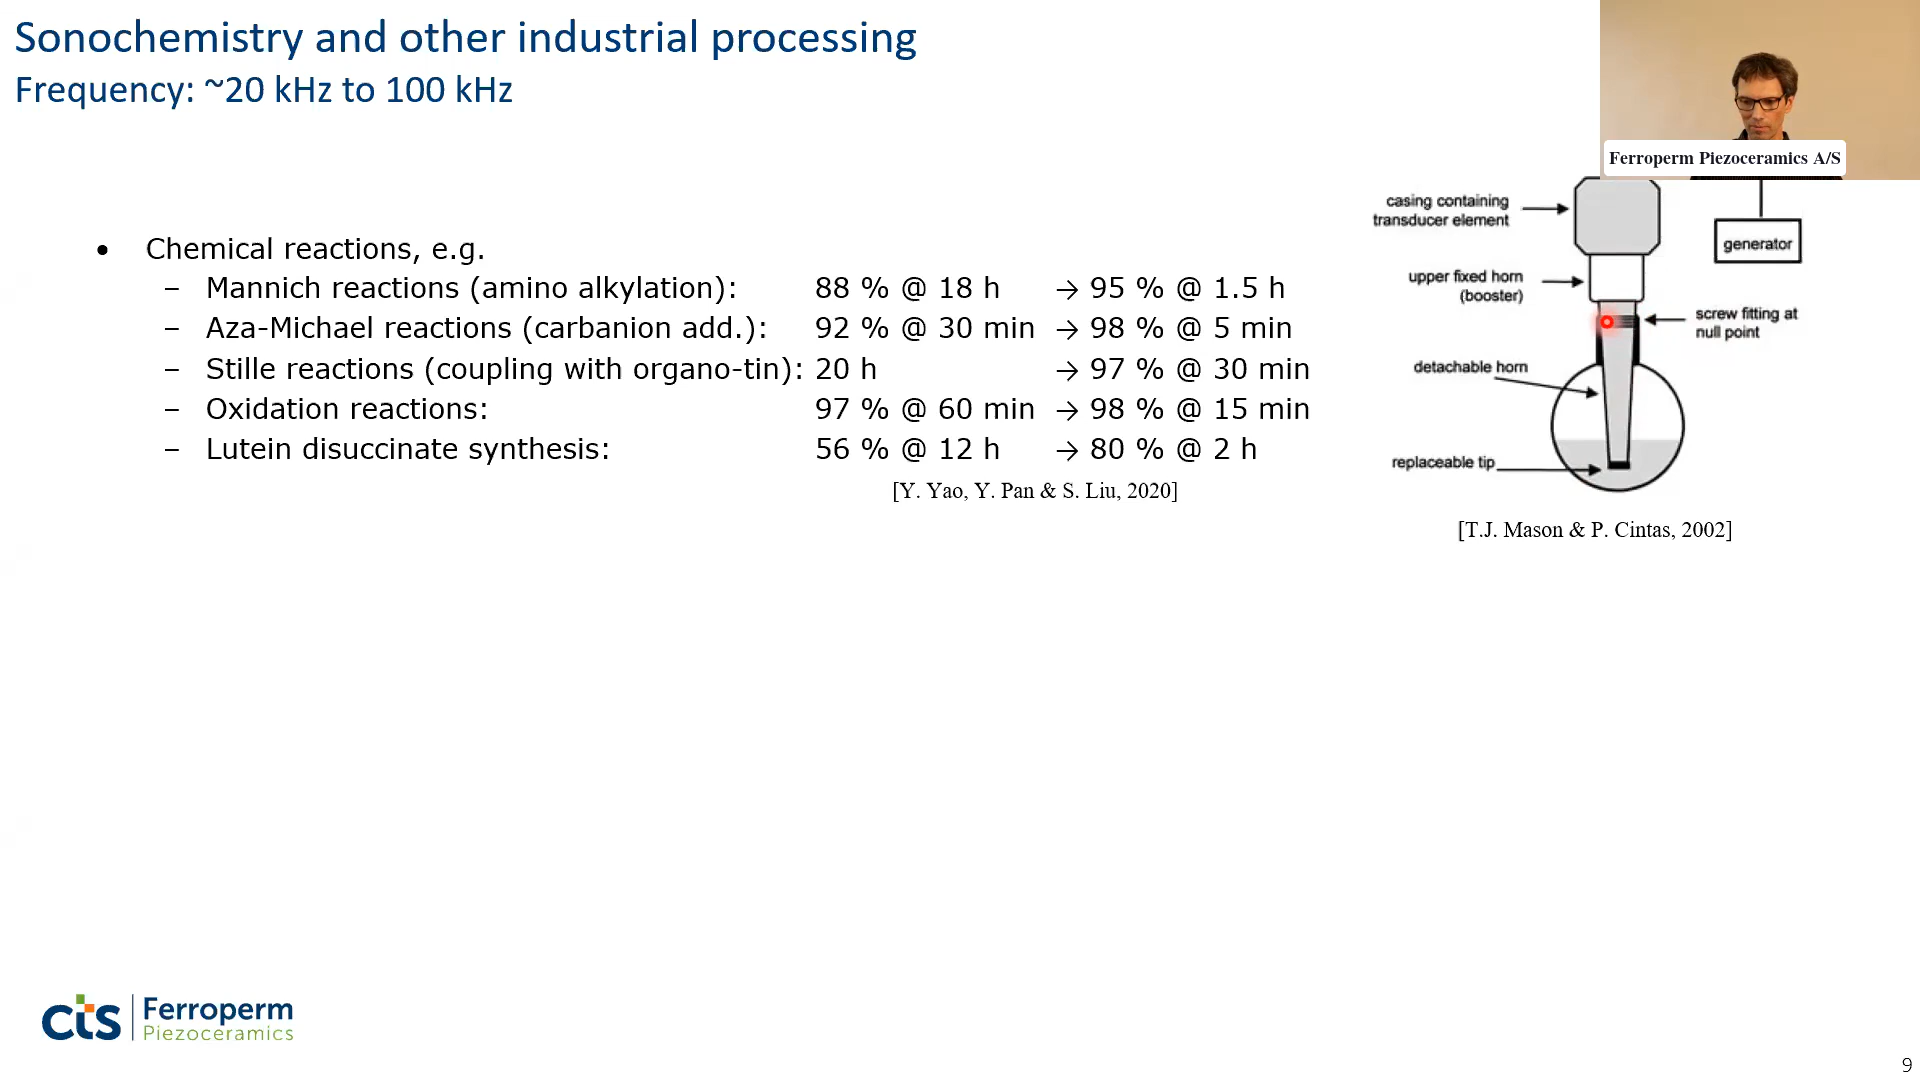 Sonochemistry and other industrial processing
Frequency: ~20 kHz to 100 kHz
Ferroperm Piezoceramics A/S
• Chemical reactions, e.g.
– Mannich reactions (amino alkylation): 88 % @ 18 h → 95 % @ 1.5 h
– Aza-Michael reactions (carbanion add.): 92 % @ 30 min → 98 % @ 5 min
– Stille reactions (coupling with organo-tin): 20 h → 97 % @ 30 min
– Oxidation reactions: 97 % @ 60 min → 98 % @ 15 min
– Lutein disuccinate synthesis: 56 % @ 12 h → 80 % @ 2 h
[Y. Yao, Y. Pan & S. Liu, 2020]
casing containing
transducer element
generator
upper fixed horn
(booster)
screw fitting at
null point
detachable horn
replaceable tip
[T.J. Mason & P. Cintas, 2002]
cts Ferroperm
Piezoceramics
9